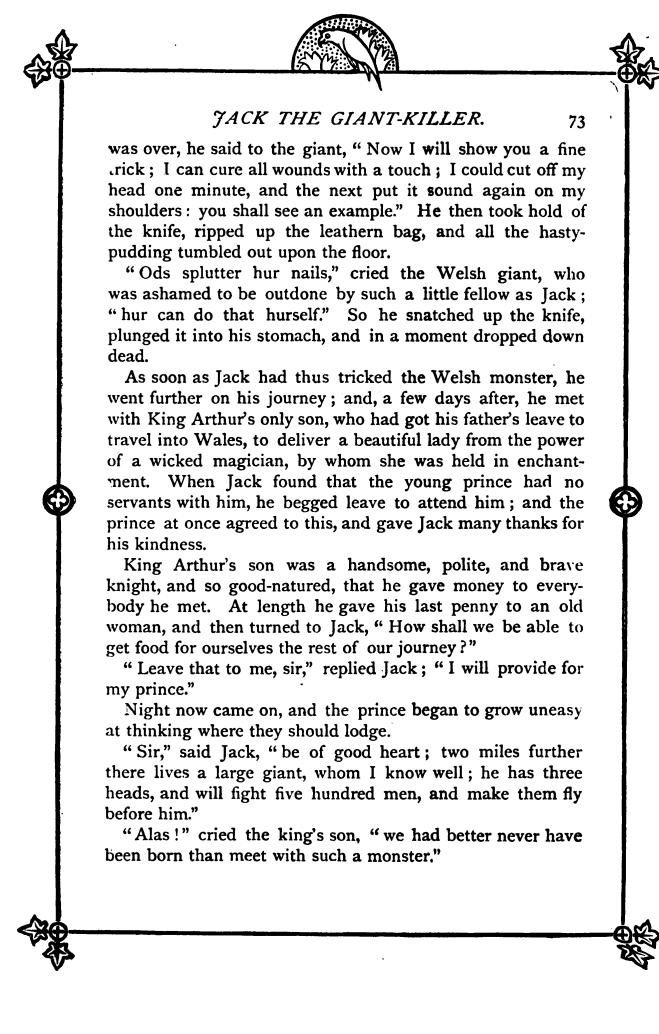 JACK THE GIANT-KILLER. 73
was over, he said to the giant, “ Now I will show you a fine
trick ; I can cure all wounds with a touch ; I could cut off my
head one minute, and the next put it sound again on my
shoulders : you shall see an example.” He then took hold of
the knife, ripped up the leathern bag, and all the hasty-
pudding tumbled out upon the floor.
“ Ods splutter hur nails,” cried the Welsh giant, who
was ashamed to be outdone by such a little fellow as Jack ;
“ hur can do that hurself.” So he snatched up the knife,
plunged it into his stomach, and in a moment dropped down
dead.
As soon as Jack had thus tricked the Welsh monster, he
went further on his journey ; and, a few days after, he met
with King Arthur’s only son, who had got his father’s leave to
travel into Wales, to deliver a beautiful lady from the power
of a wicked magician, by whom she was held in enchant-
ment. When Jack found that the young prince had no
servants with him, he begged leave to attend him ; and the
prince at once agreed to this, and gave Jack many thanks for
his kindness.
King Arthur’s son was a handsome, polite, and brave
knight, and so good-natured, that he gave money to every-
body he met. At length he gave his last penny to an old
woman, and then turned to Jack, “ How shall we be able to
get food for ourselves the rest of our journey ? ”
“ Leave that to me, sir,” replied Jack ; “ I will provide for
my prince.”
Night now came on, and the prince began to grow uneasy
at thinking where they should lodge.
“ Sir,” said Jack, “ be of good heart ; two miles further
there lives a large giant, whom I know well ; he has three
heads, and will fight five hundred men, and make them fly
before him.”
“ Alas ! ” cried the king’s son, “ we had better never have
been born than meet with such a monster.”